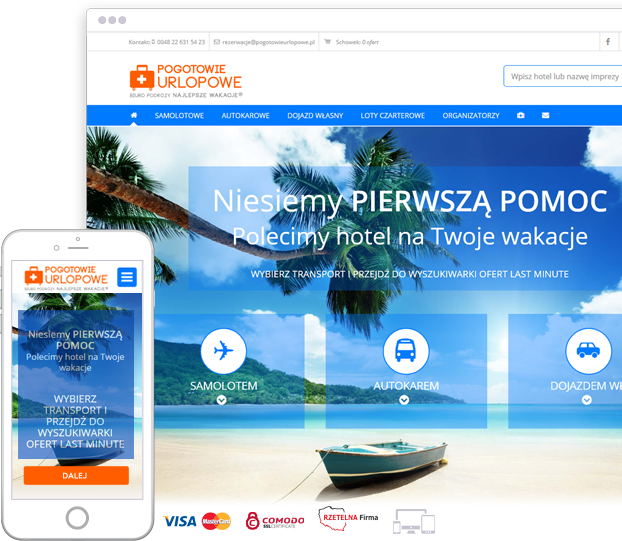 Kontakt: 0048 22 631 54 23
rezerwacje@pogotowieurlopowe.pl
Schowek: 0 ofert
POGOTOWIE
URLOPOWE
BIURO PODRÓŻY NAJLEPSZE WAKACJE®
Wpisz hotel lub nazwę imprezy
SAMOLOTOWE
AUTOKAROWE
DOJAZD WŁASNY
LOTY CZARTEROWE
ORGANIZATORZY
Niesiemy PIERWSZĄ POMOC
Polecimy hotel na Twoje wakacje
WYBIERZ TRANSPORT I PRZEJDŹ DO WYSZUKIWARKI OFERT LAST MINUTE
SAMOLOTEM
AUTOKAREM
DOJAZDEM WŁ
POGOTOWIE
URLOPOWE
BIURO PODRÓŻY NAJLEPSZE WAKACJE®
Niesiemy PIERWSZĄ
POMOC
Polecimy hotel na Twoje
wakacje
WYBIERZ
TRANSPORT I
PRZEJDŹ DO
WYSZUKIWARKI
OFERT LAST MINUTE
DALEJ
VISA
MasterCard
COMODO
SSL CERTIFICATE
RZETELNA Firma